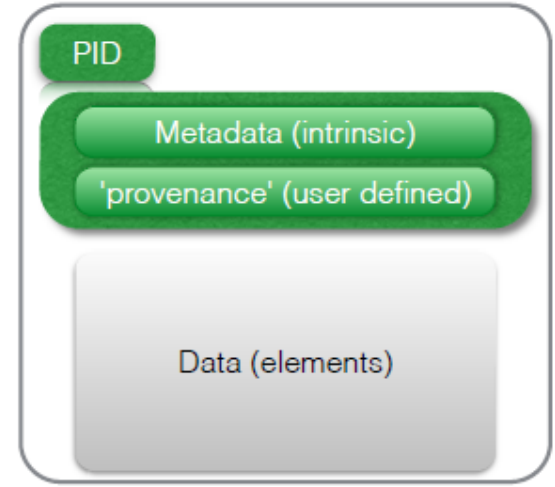 PID
Metadata (intrinsic)
'provenance' (user defined)
Data (elements)